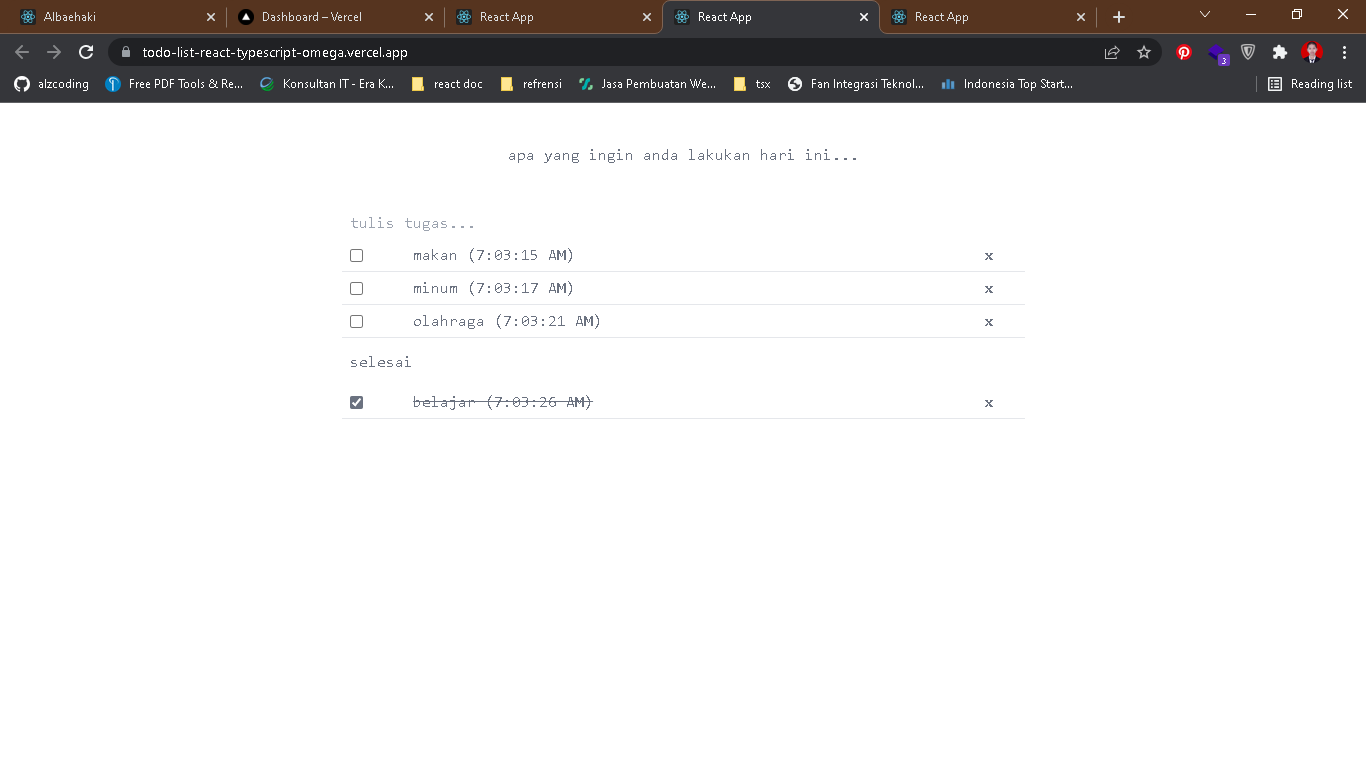 Albaehaki
Dashboard – Vercel
React App
React App
React App
todo-list-react-typescript-omega.vercel.app
3
alzcoding
Free PDF Tools & Re...
Konsultan IT - Era K...
react doc
refrensi
Jasa Pembuatan We...
tsx
Fan Integrasi Teknol...
Indonesia Top Start...
Reading list
apa yang ingin anda lakukan hari ini...
tulis tugas...
makan (7:03:15 AM) x
minum (7:03:17 AM) x
olahraga (7:03:21 AM) x
selesai
belajar (7:03:26 AM) x